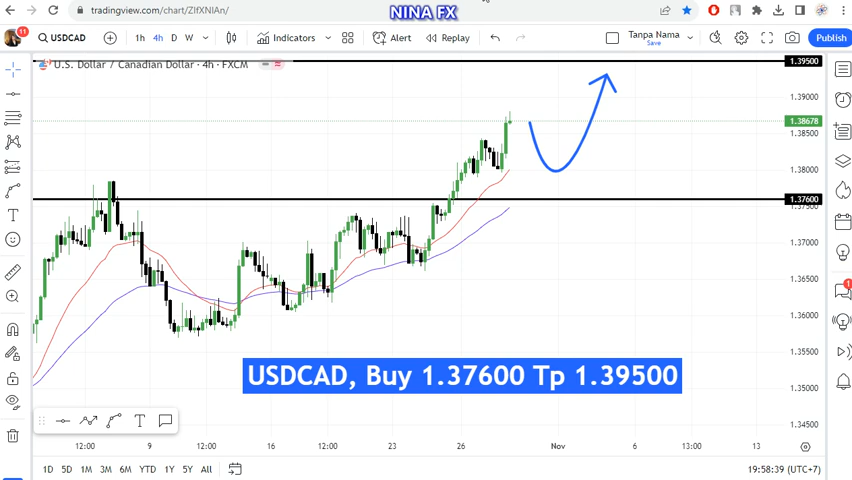 tradingview.com/chart/ZIfXNIAn/
NINA FX
11
USDCAD
1h 4h D W
Indicators
Alert
Replay
Tanpa Nama
Save
Publish
U.S. Dollar / Canadian Dollar · 4h · FXCM
1.39500
1.39000
1.38678
1.38500
1.38000
1.37600
1.37500
1.37000
1.36500
1.36000
1.35500
1.35000
1.34500
1
USDCAD, Buy 1.37600 Tp 1.39500
12:00 9 12:00 16 12:00 23 26 Nov 6 13:00 13
1D 5D 1M 3M 6M YTD 1Y 5Y All
19:58:39 (UTC+7)